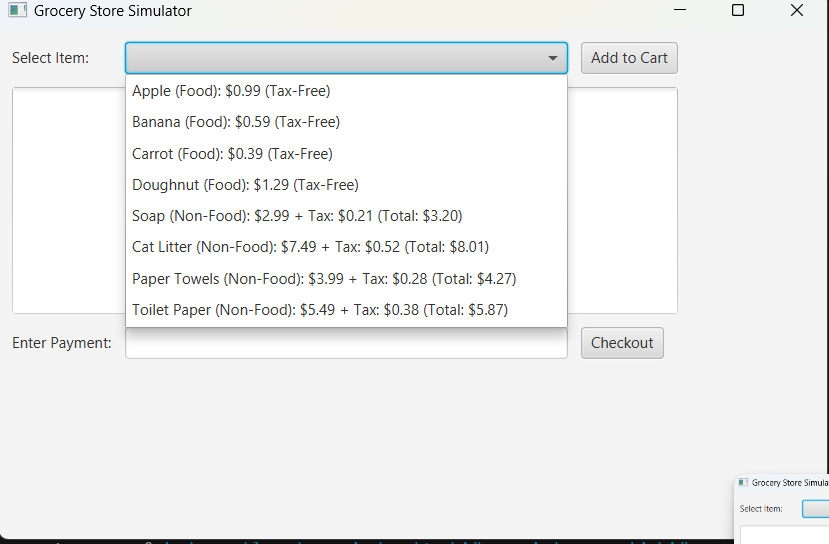 Grocery Store Simulator
Select Item:
Add to Cart
Apple (Food): $0.99 (Tax-Free)
Banana (Food): $0.59 (Tax-Free)
Carrot (Food): $0.39 (Tax-Free)
Doughnut (Food): $1.29 (Tax-Free)
Soap (Non-Food): $2.99 + Tax: $0.21 (Total: $3.20)
Cat Litter (Non-Food): $7.49 + Tax: $0.52 (Total: $8.01)
Paper Towels (Non-Food): $3.99 + Tax: $0.28 (Total: $4.27)
Toilet Paper (Non-Food): $5.49 + Tax: $0.38 (Total: $5.87)
Enter Payment:
Checkout
Grocery Store Simula
Select Item: